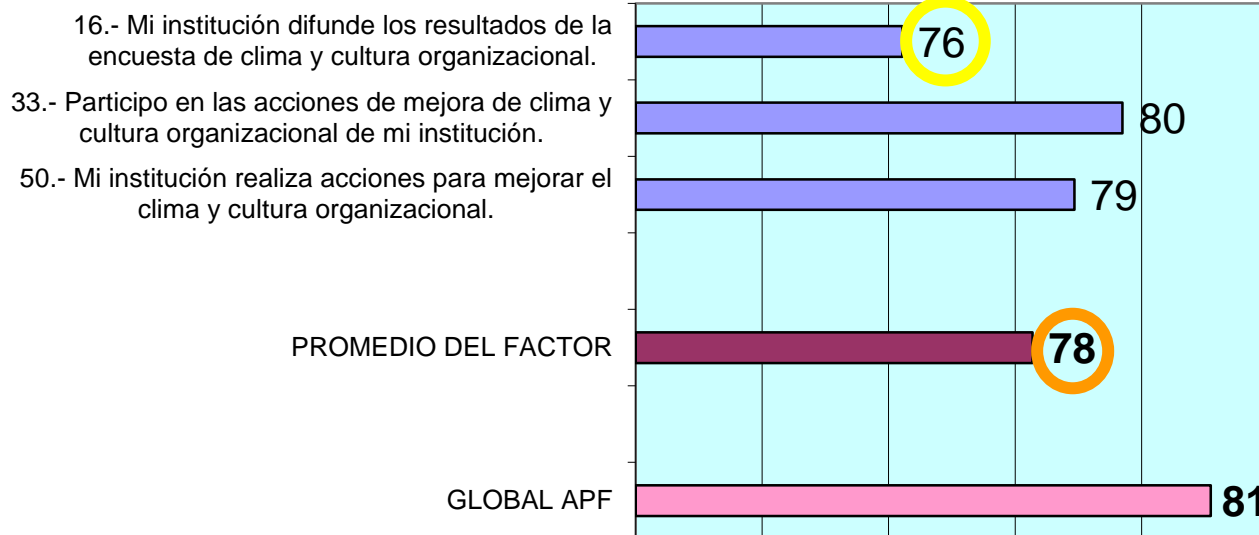 16.- Mi institución difunde los resultados de la
encuesta de clima y cultura organizacional.
76
33.- Participo en las acciones de mejora de clima y
cultura organizacional de mi institución.
80
50.- Mi institución realiza acciones para mejorar el
clima y cultura organizacional.
79
PROMEDIO DEL FACTOR
78
GLOBAL APF
81